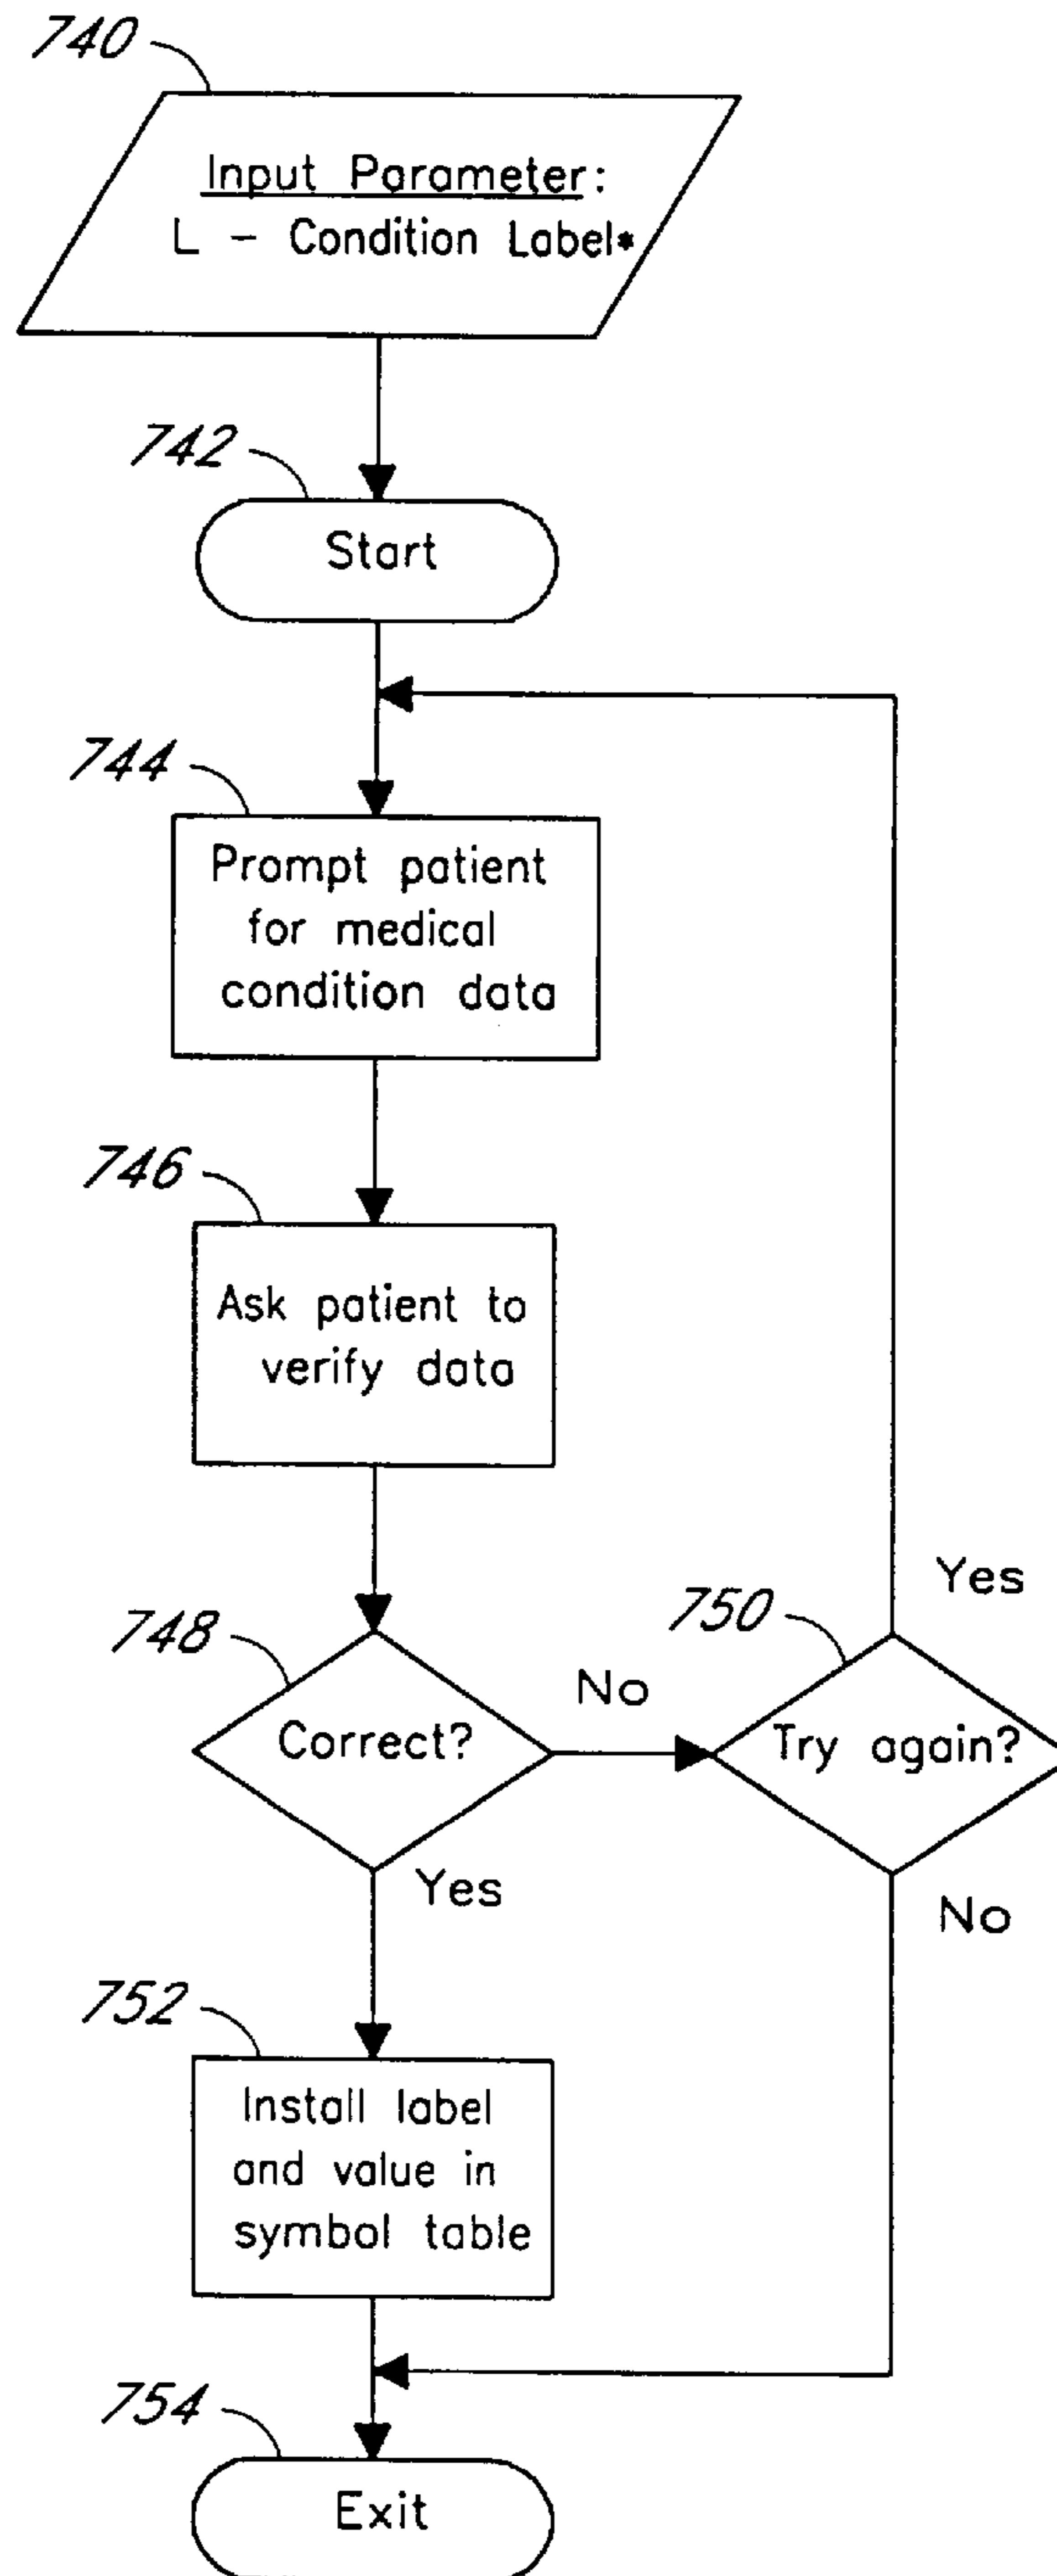 740
Input Parameter:
L - Condition Label*
742
Start
744
Prompt patient
for medical
condition data
746
Ask patient to
verify data
748
Correct?
No
750
Try again?
Yes
Yes
No
752
Install label
and value in
symbol table
754
Exit